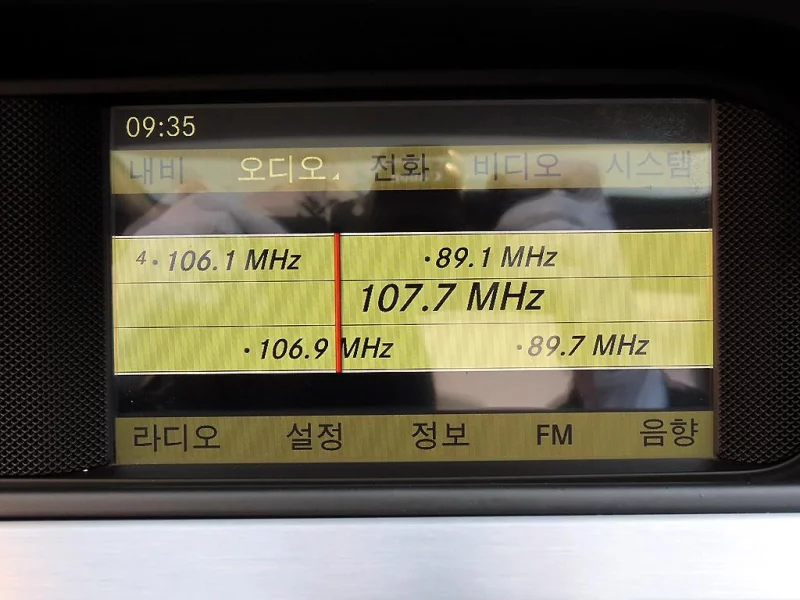 09:35
내비 오디오 전화 비디오 시스템
4 · 106.1 MHz · 89.1 MHz
107.7 MHz
· 106.9 MHz · 89.7 MHz
라디오 설정 정보 FM 음향